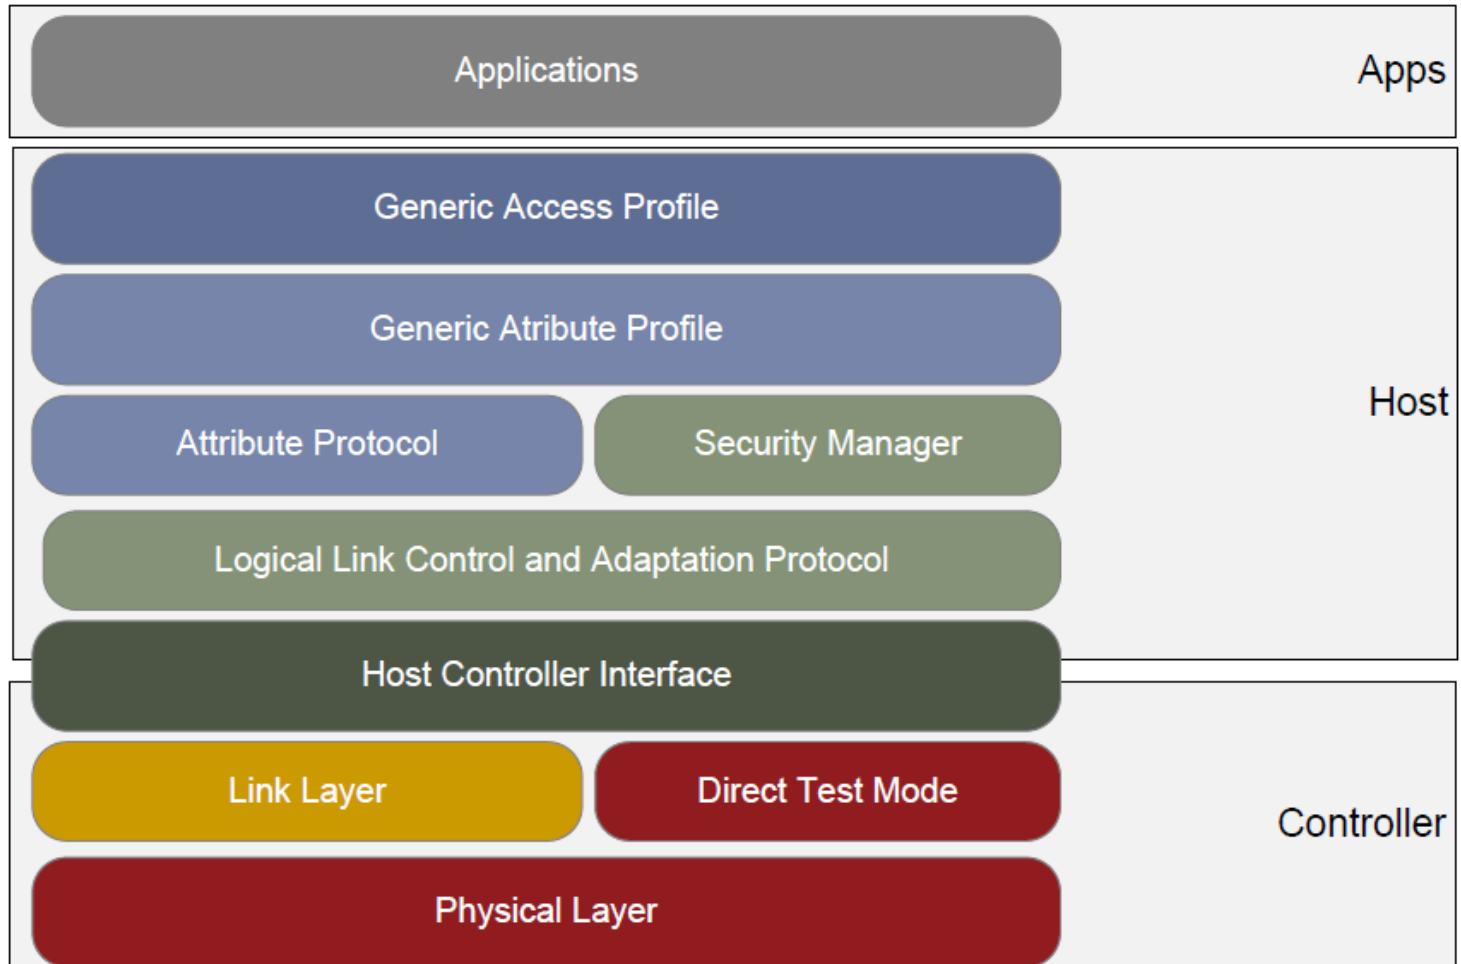 Applications
Apps
Generic Access Profile
Generic Atribute Profile
Host
Attribute Protocol
Security Manager
Logical Link Control and Adaptation Protocol
Host Controller Interface
Link Layer
Direct Test Mode
Controller
Physical Layer